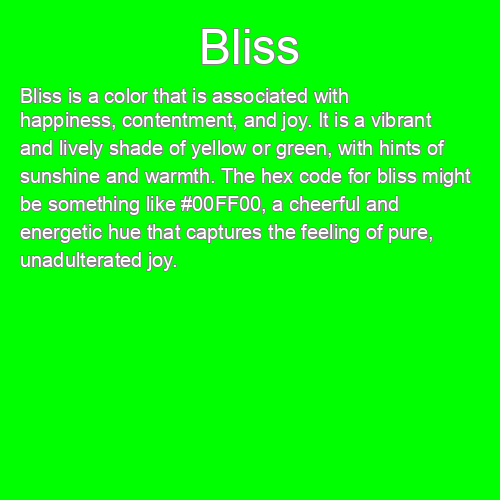 Bliss
Bliss is a color that is associated with
happiness, contentment, and joy. It is a vibrant
and lively shade of yellow or green, with hints of
sunshine and warmth. The hex code for bliss might
be something like #00FF00, a cheerful and
energetic hue that captures the feeling of pure,
unadulterated joy.